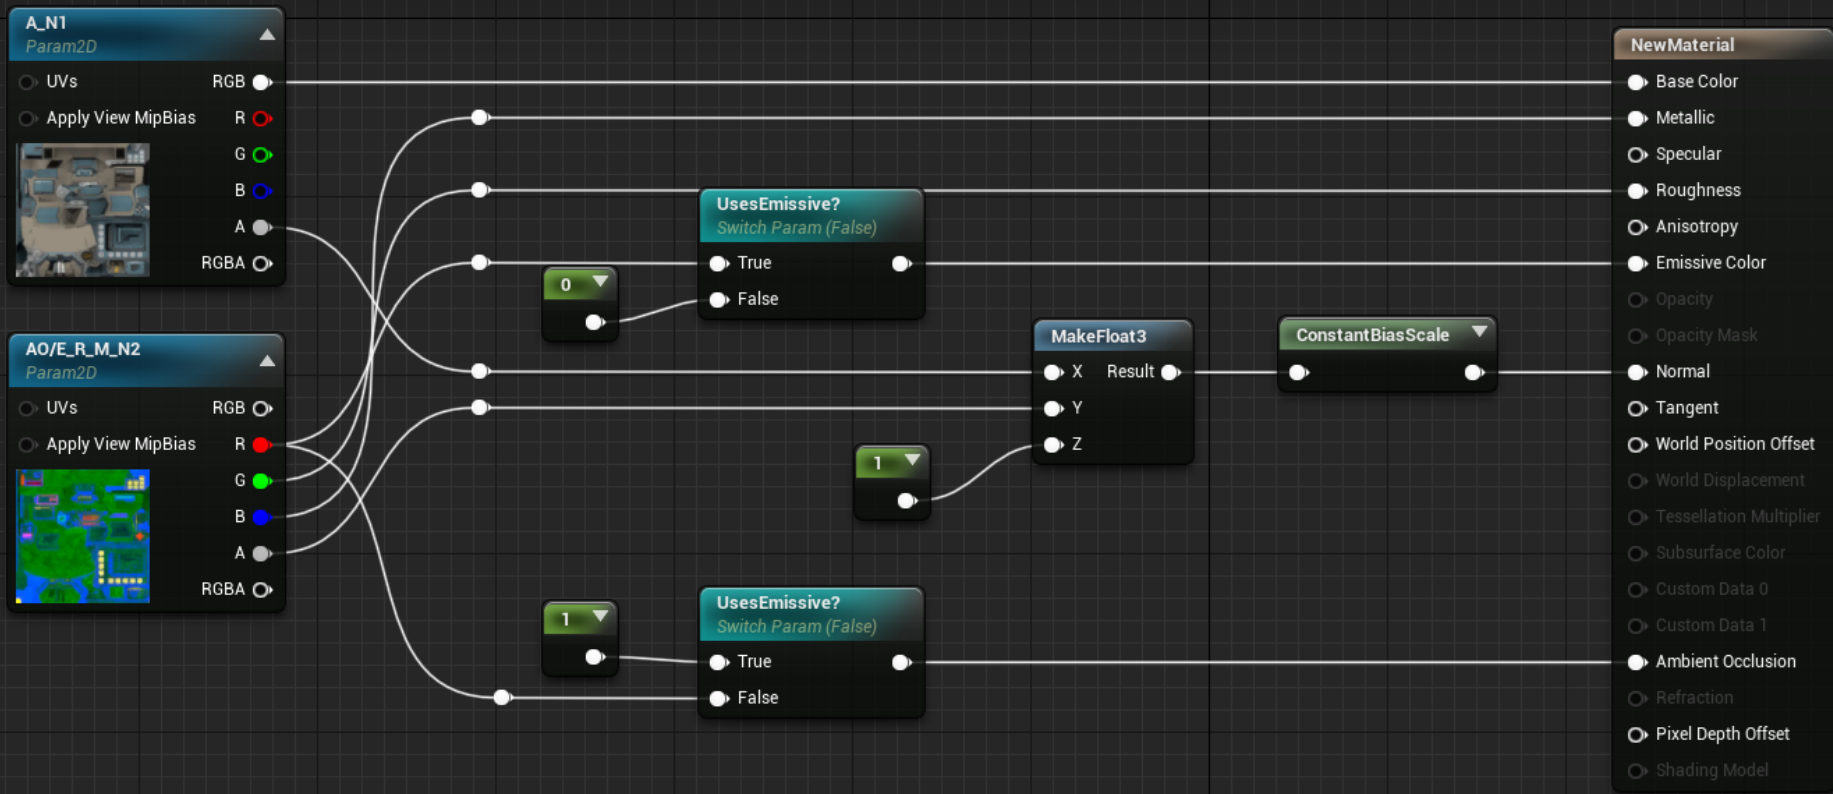 A_N1
Param2D
UVs RGB
Apply View MipBias R
G
B
A
RGBA
AO/E_R_M_N2
Param2D
UVs RGB
Apply View MipBias R
G
B
A
RGBA
UsesEmissive?
Switch Param (False)
True
False
0
MakeFloat3
X Result
Y
Z
1
ConstantBiasScale
1
UsesEmissive?
Switch Param (False)
True
False
NewMaterial
Base Color
Metallic
Specular
Roughness
Anisotropy
Emissive Color
Opacity
Opacity Mask
Normal
Tangent
World Position Offset
World Displacement
Tessellation Multiplier
Subsurface Color
Custom Data 0
Custom Data 1
Ambient Occlusion
Refraction
Pixel Depth Offset
Shading Model